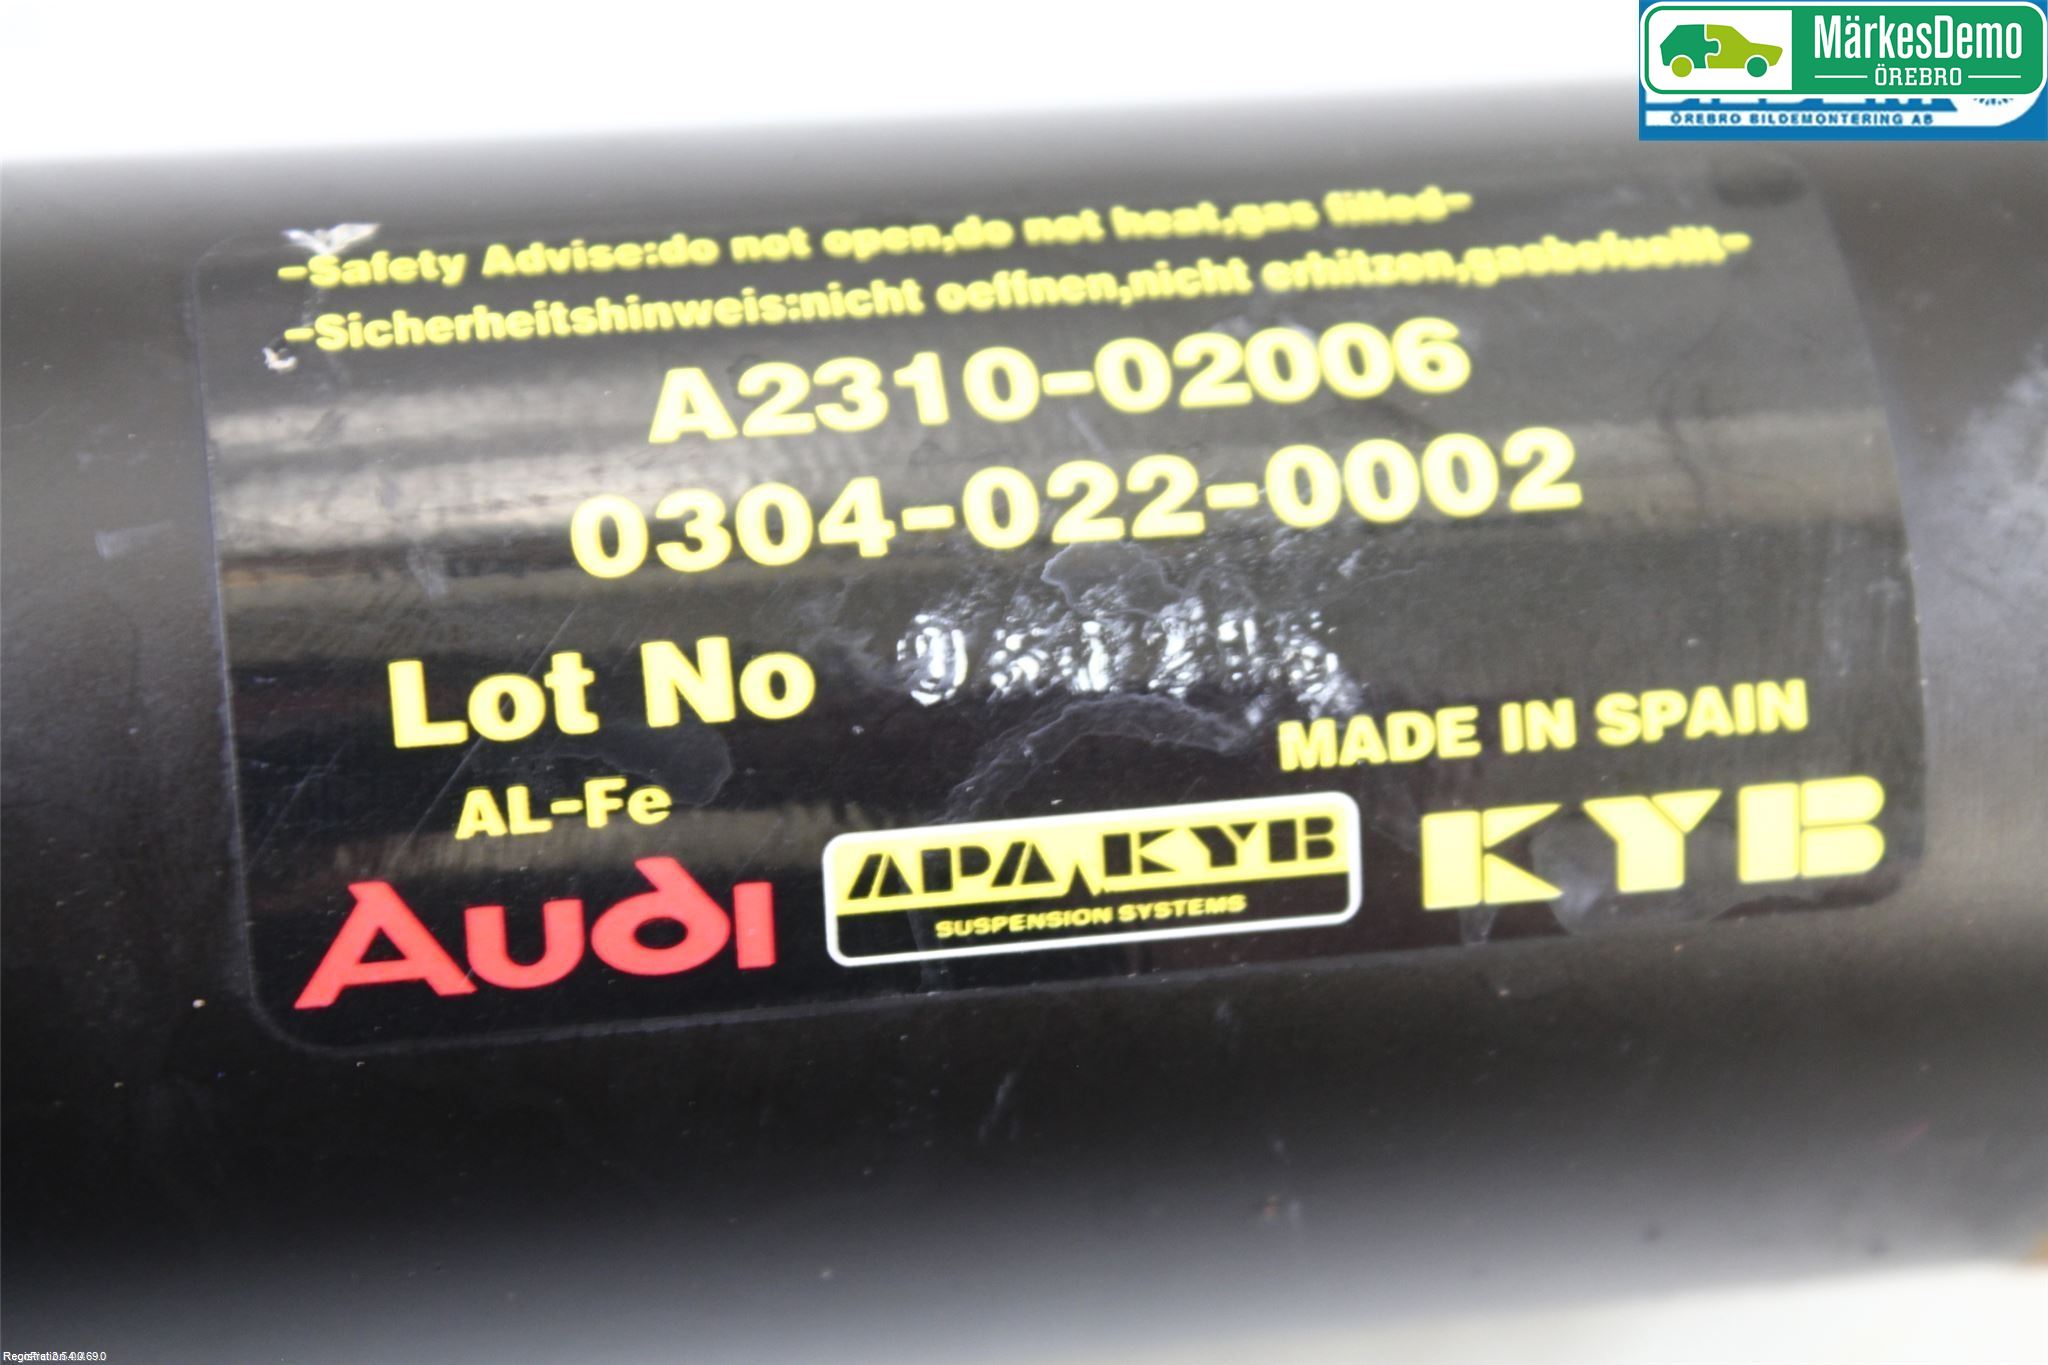 MärkesDemo
ÖREBRO
ÖREBRO BILDEMONTERING AB
-Safety Advise:do not open,do not heat,gas filled-
-Sicherheitshinweis:nicht oeffnen,nicht erhitzen,gasbefuellt-
A2310-02006
0304-022-0002
Lot No
MADE IN SPAIN
AL-Fe
Audi
APA KYB
SUSPENSION SYSTEMS
KYB